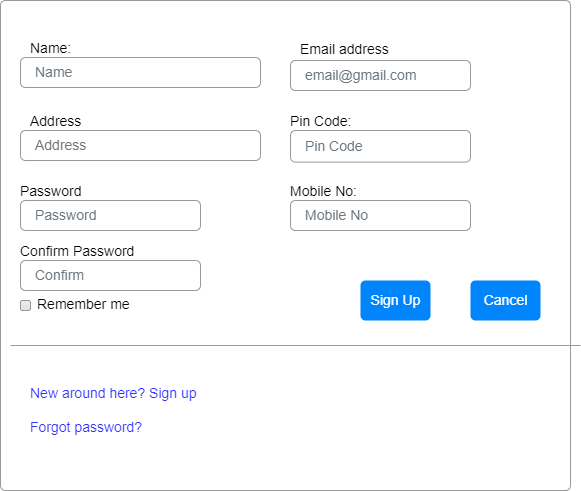 Name:
Email address
Name
email@gmail.com
Address
Pin Code:
Address
Pin Code
Password
Mobile No:
Password
Mobile No
Confirm Password
Confirm
Remember me
Sign Up
Cancel
New around here? Sign up
Forgot password?